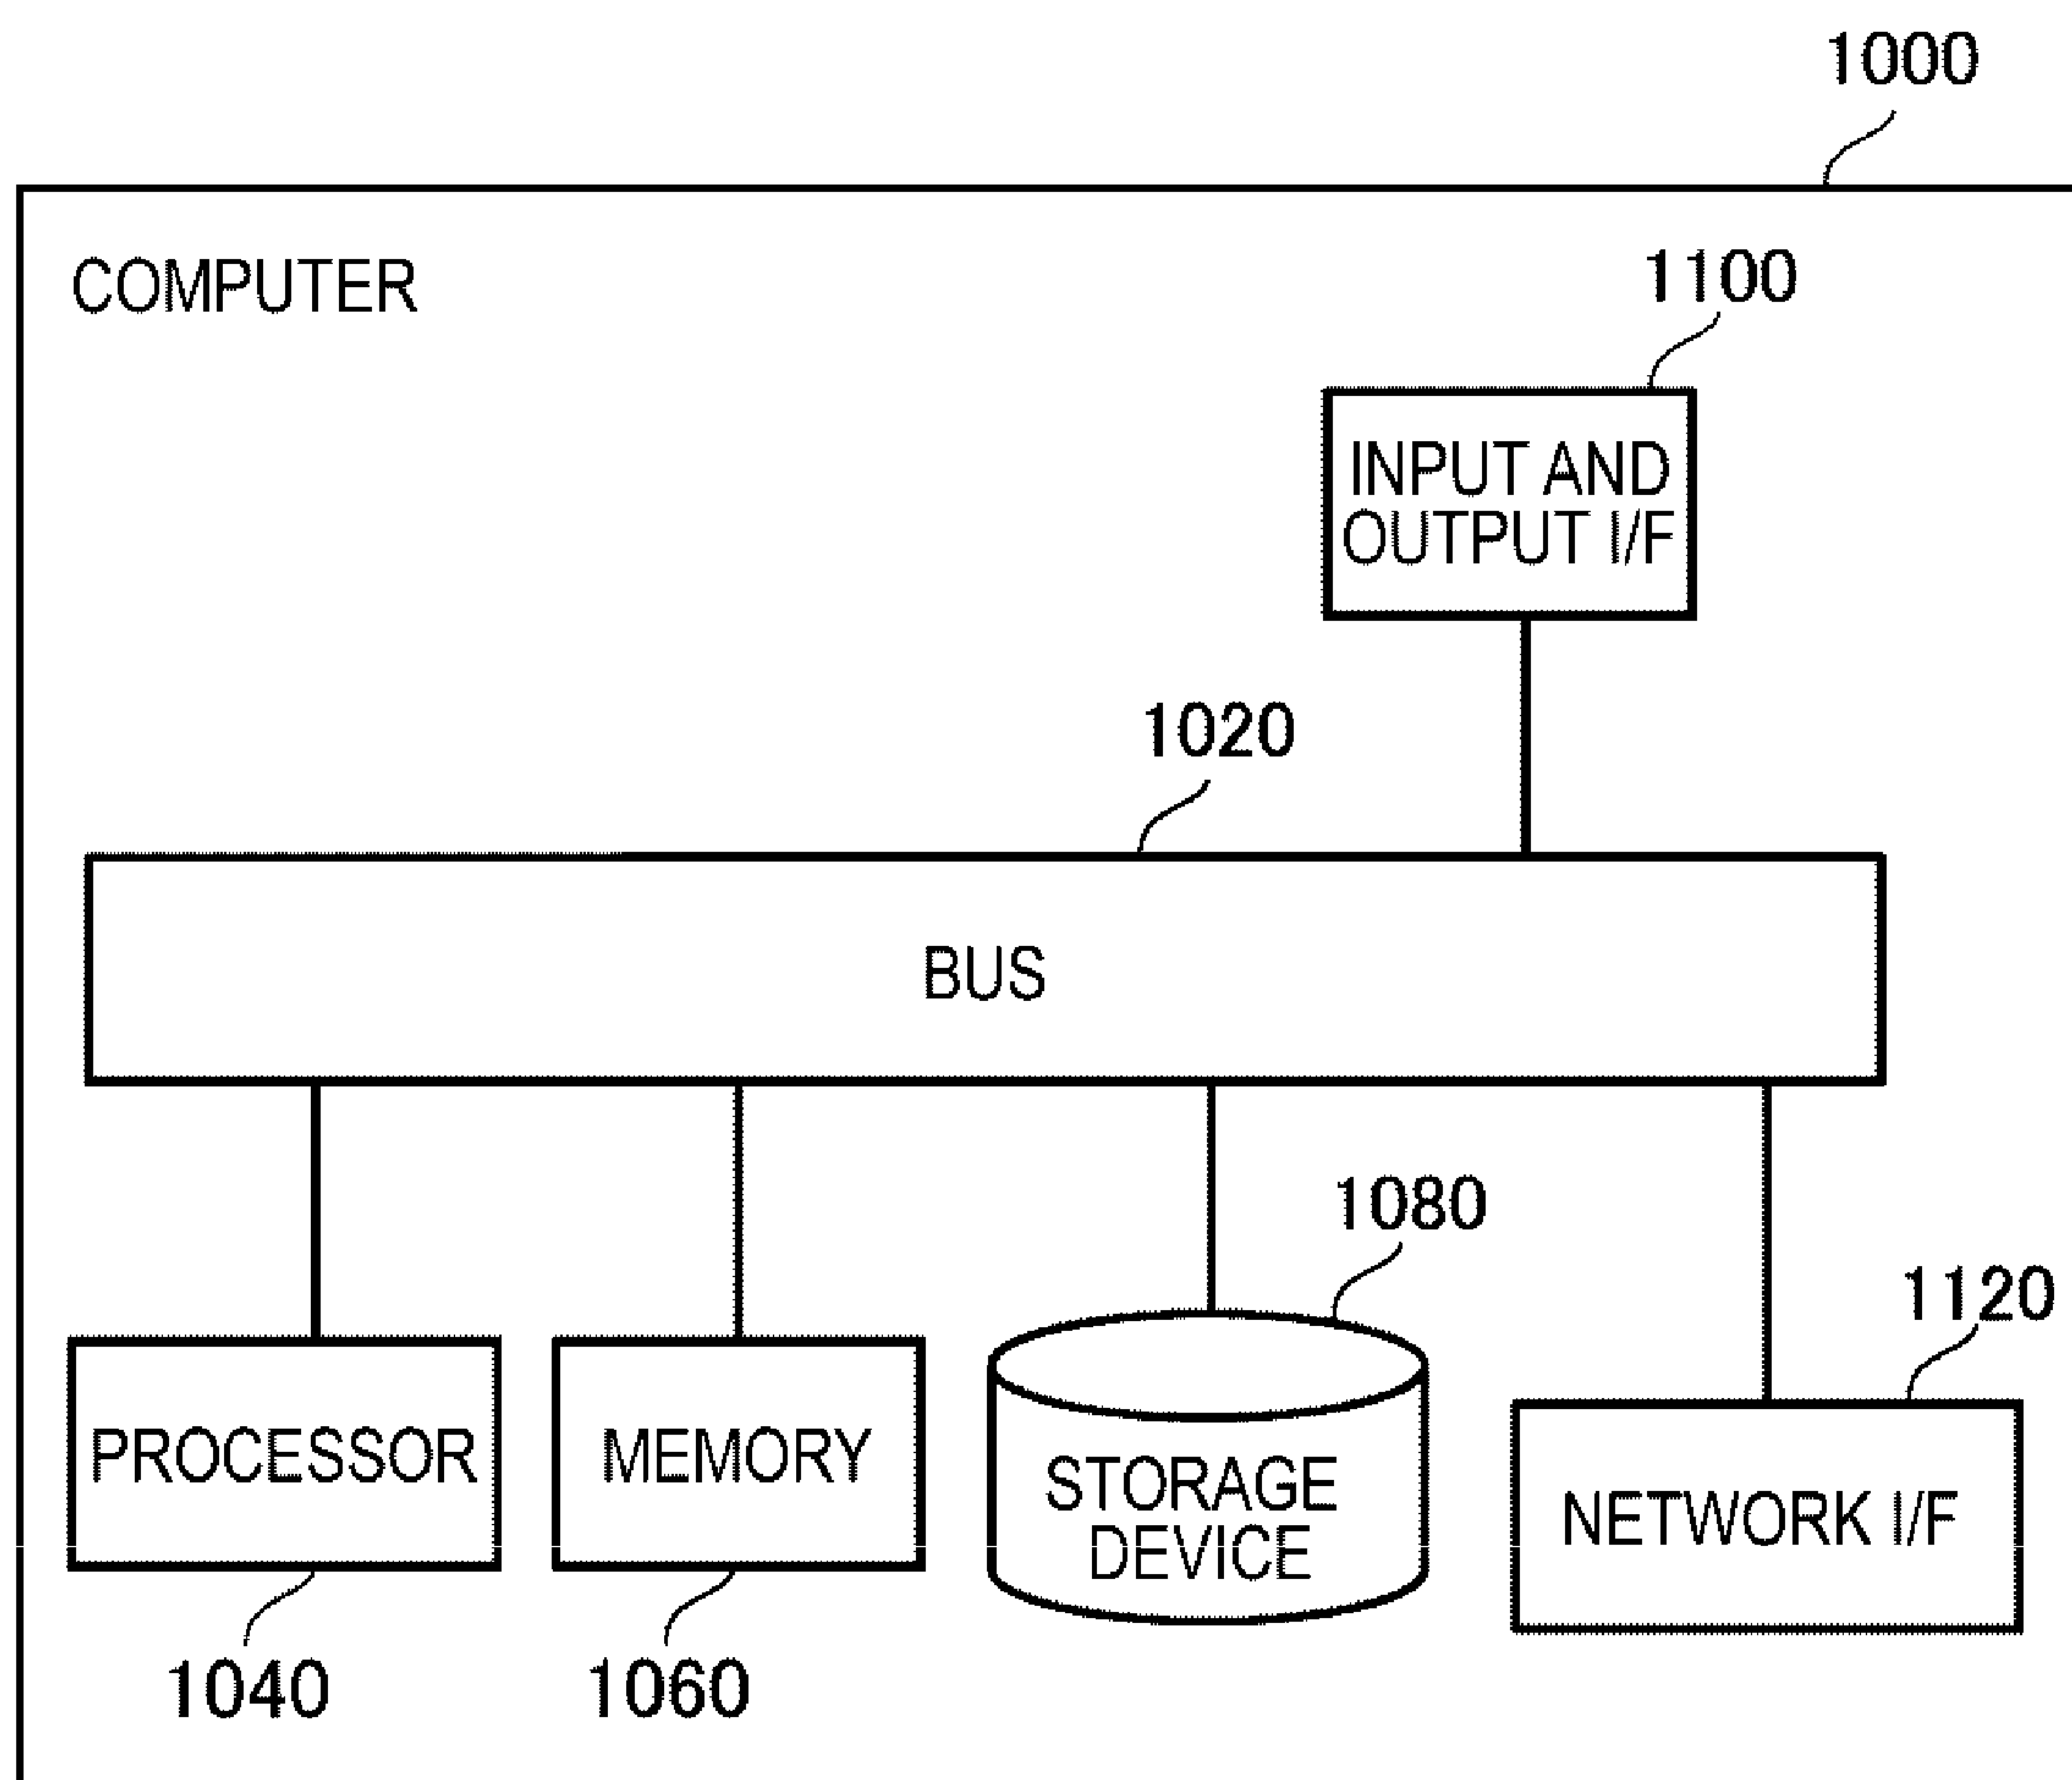 1000
COMPUTER
1100
INPUT AND
OUTPUT I/F
1020
BUS
1080
1120
PROCESSOR
MEMORY
STORAGE
DEVICE
NETWORK I/F
1040
1060